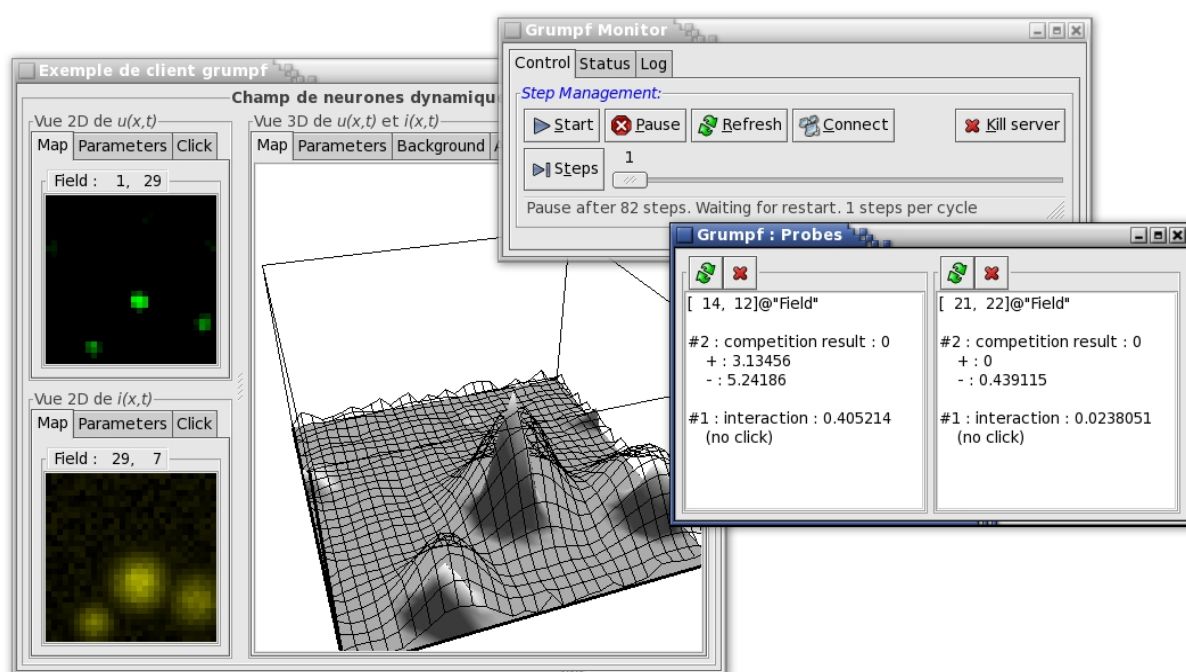 Grumpf Monitor
Control Status Log
Step Management:
Start Pause Refresh Connect Kill server
Steps 1
Pause after 82 steps. Waiting for restart. 1 steps per cycle
Exemple de client grumpf
Champ de neurones dynamique
Vue 2D de u(x,t)
Map Parameters Click
Field : 1, 29
Vue 2D de i(x,t)
Map Parameters Click
Field : 29, 7
Vue 3D de u(x,t) et i(x,t)
Map Parameters Background
Grumpf : Probes
[ 14, 12]@"Field"
#2 : competition result : 0
+ : 3.13456
- : 5.24186
#1 : interaction : 0.405214
(no click)
[ 21, 22]@"Field"
#2 : competition result : 0
+ : 0
- : 0.439115
#1 : interaction : 0.0238051
(no click)